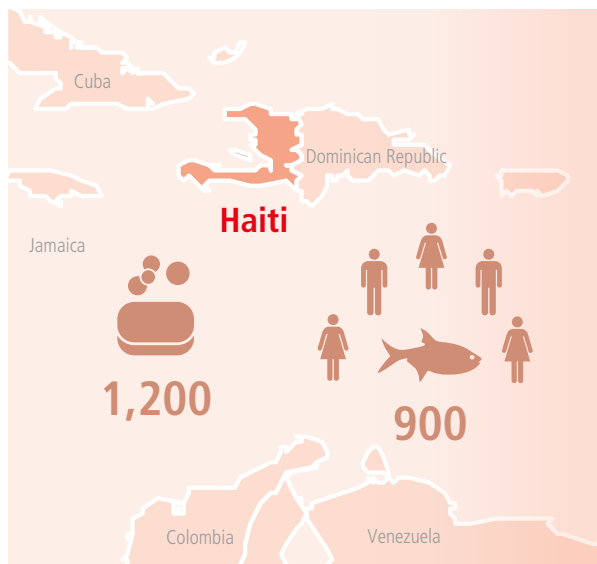 Cuba
Dominican Republic
Haiti
Jamaica
1,200
900
Colombia
Venezuela